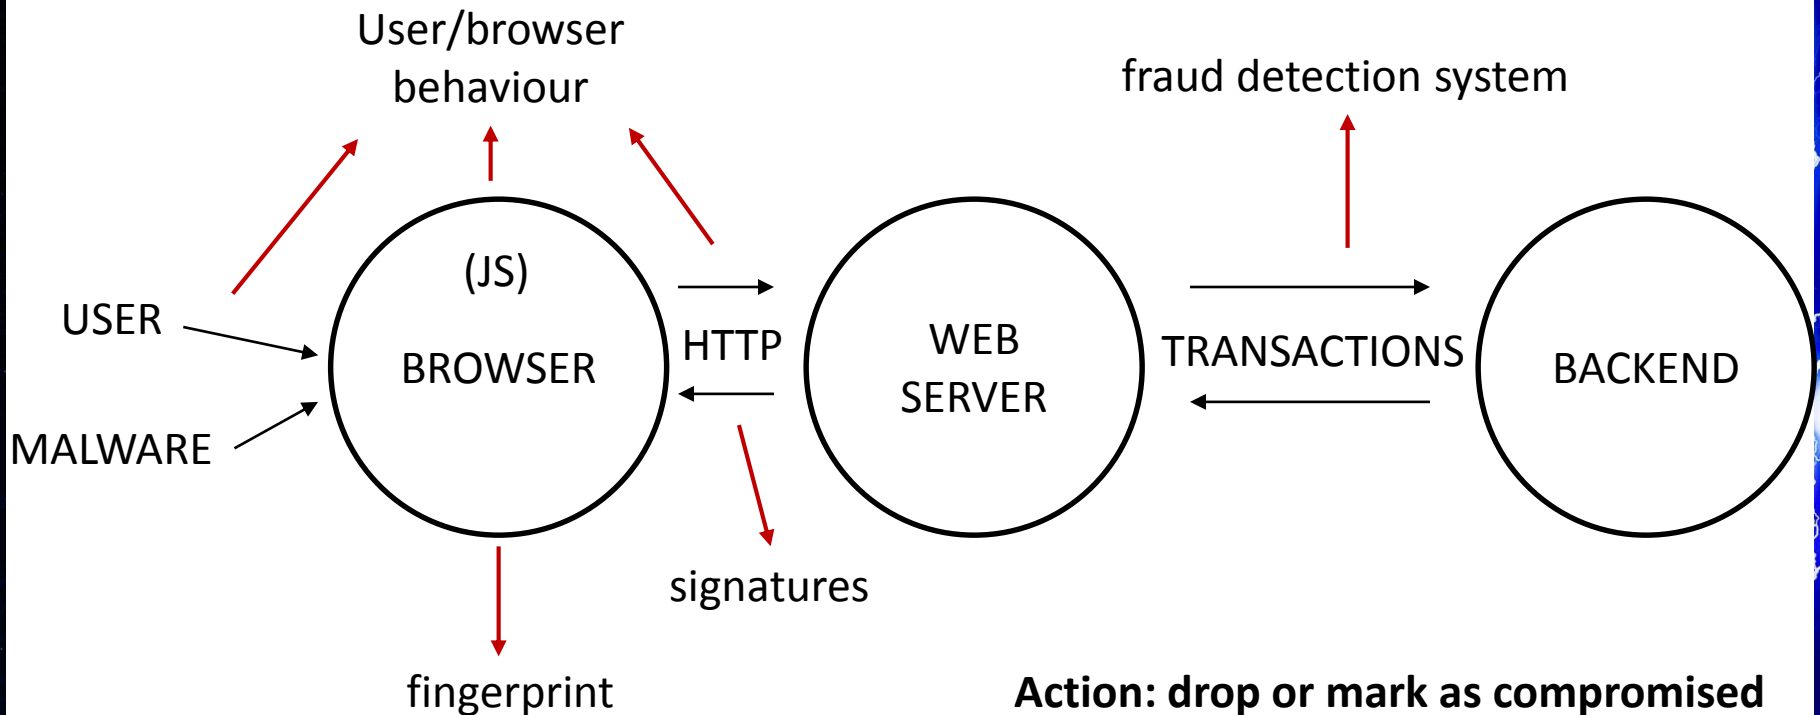 User/browser
behaviour
fraud detection system
(JS)
USER
BROWSER
MALWARE
HTTP
WEB
SERVER
TRANSACTIONS
BACKEND
signatures
fingerprint
Action: drop or mark as compromised